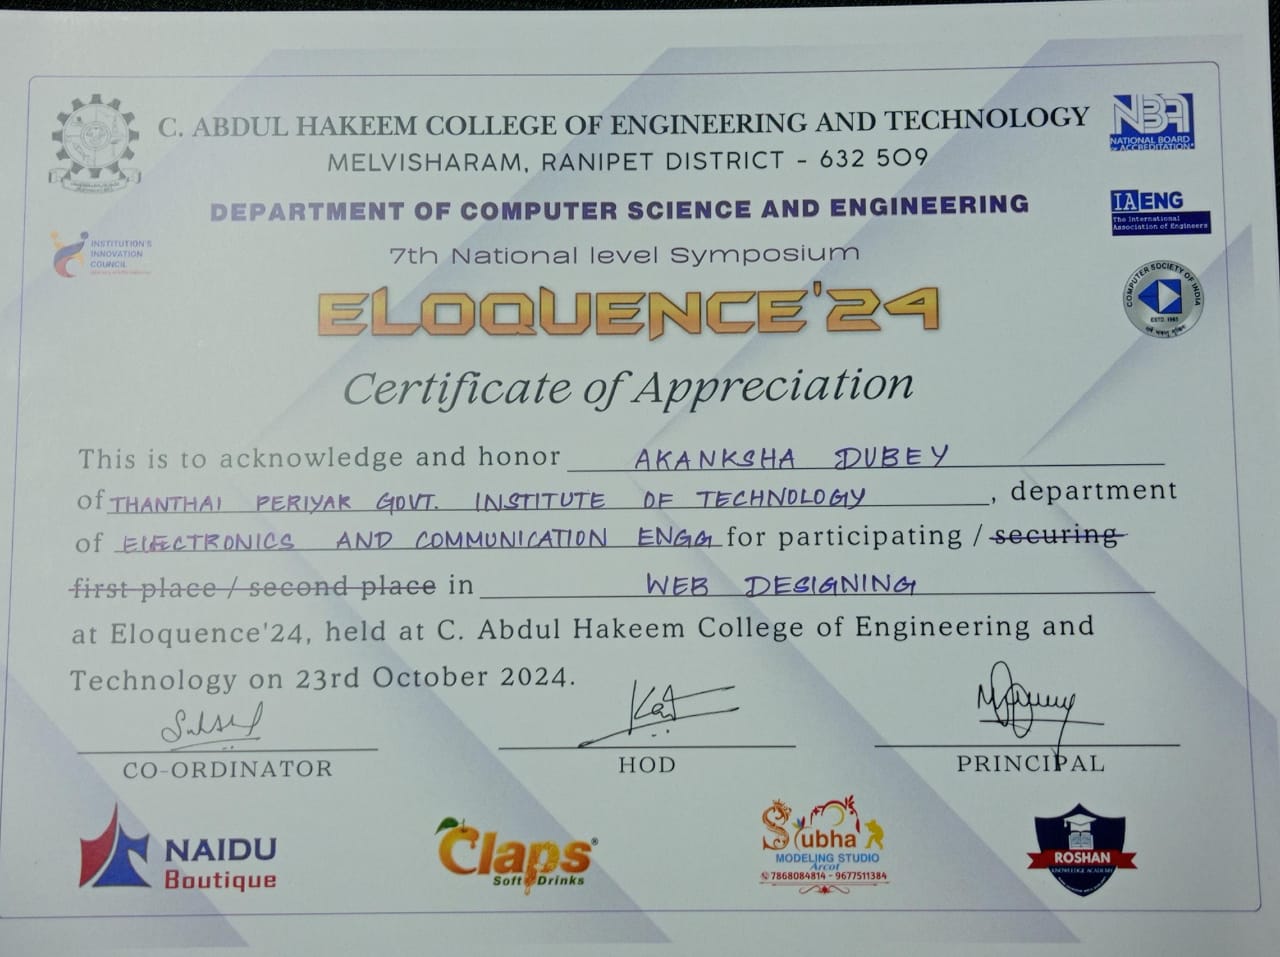 C. ABDUL HAKEEM COLLEGE OF ENGINEERING AND TECHNOLOGY
MELVISHARAM, RANIPET DISTRICT - 632 509
NBA
NATIONAL BOARD
of ACCREDITATION
DEPARTMENT OF COMPUTER SCIENCE AND ENGINEERING
IAENG
The International
Association of Engineers
INSTITUTION'S
INNOVATION
COUNCIL
7th National level Symposium
ELOQUENCE'24
COMPUTER SOCIETY OF INDIA
ESTD. 1965
Certificate of Appreciation
This is to acknowledge and honor AKANKSHA DUBEY
of THANTHAI PERIYAR GOVT. INSTITUTE OF TECHNOLOGY, department
of ELECTRONICS AND COMMUNICATION ENGG for participating / securing
first place / second place in WEB DESIGNING
at Eloquence'24, held at C. Abdul Hakeem College of Engineering and
Technology on 23rd October 2024.
CO-ORDINATOR
HOD
PRINCIPAL
NAIDU
Boutique
Claps®
Soft Drinks
Subha
MODELING STUDIO
Arcot
7868084814 - 9677511384
ROSHAN
KNOWLEDGE ACADEMY